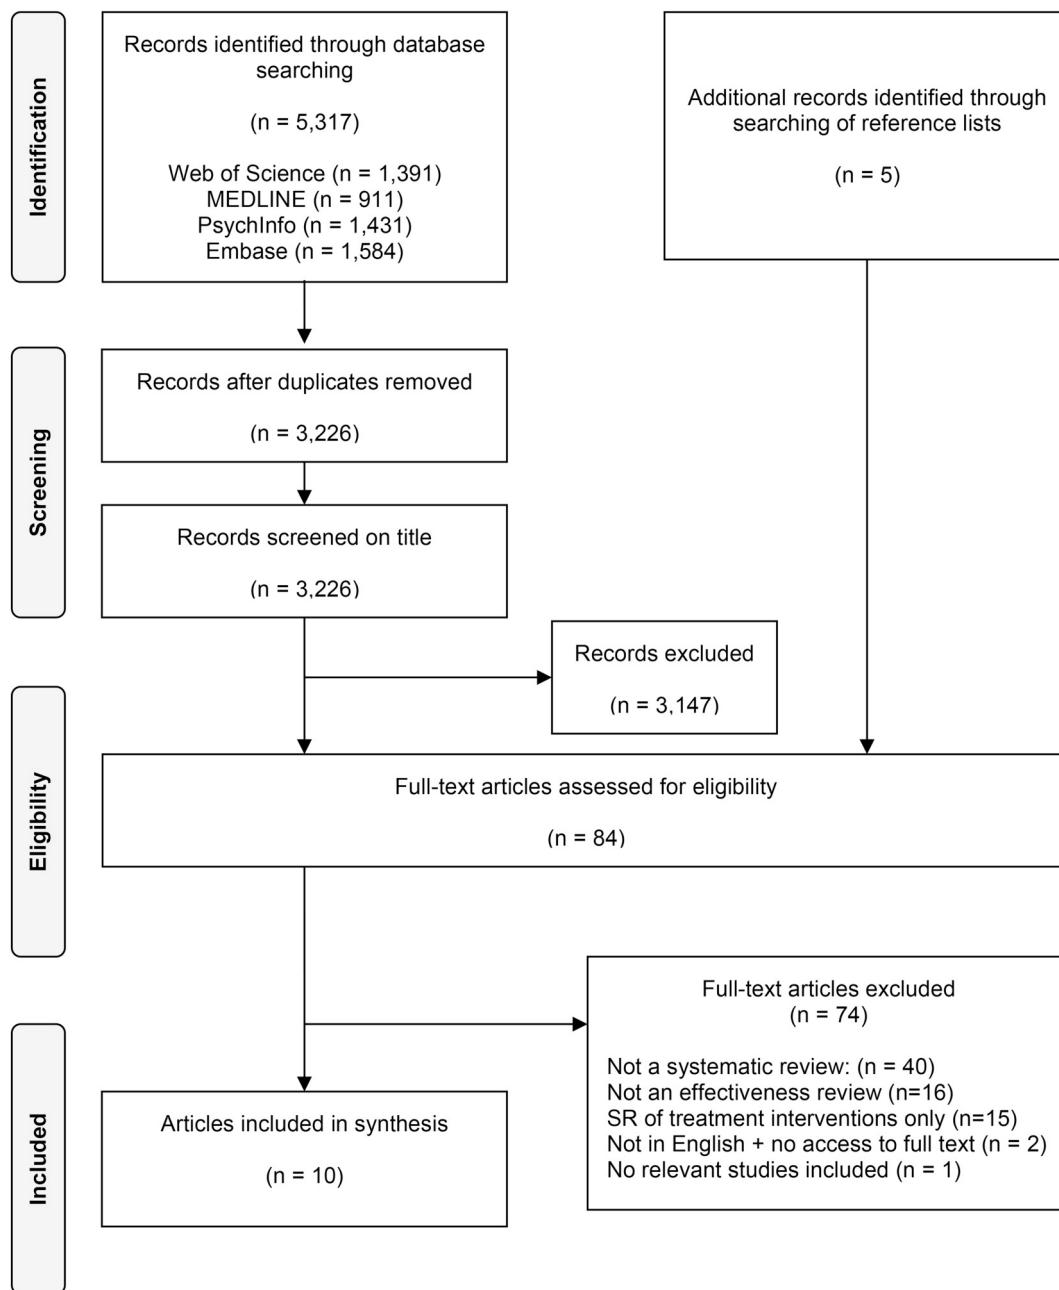 Identification
Records identified through database
searching
(n = 5,317)
Web of Science (n = 1,391)
MEDLINE (n = 911)
PsychInfo (n = 1,431)
Embase (n = 1,584)
Additional records identified through
searching of reference lists
(n = 5)
Screening
Records after duplicates removed
(n = 3,226)
Records screened on title
(n = 3,226)
Records excluded
(n = 3,147)
Eligibility
Full-text articles assessed for eligibility
(n = 84)
Full-text articles excluded
(n = 74)
Not a systematic review: (n = 40)
Not an effectiveness review (n=16)
SR of treatment interventions only (n=15)
Not in English + no access to full text (n = 2)
No relevant studies included (n = 1)
Included
Articles included in synthesis
(n = 10)